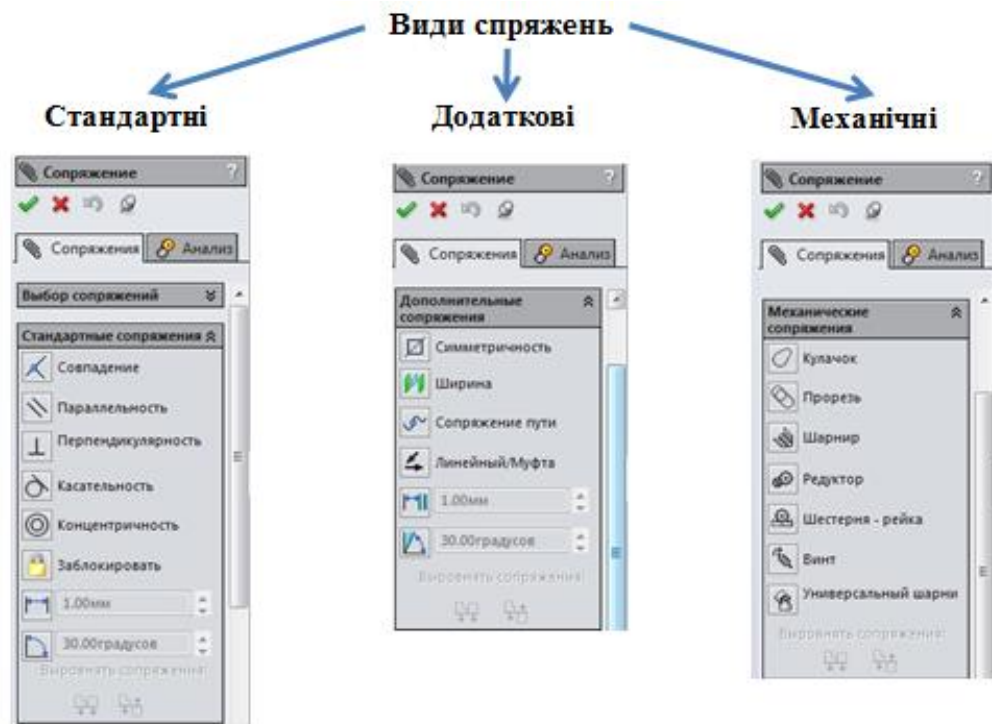 Види спряжень
Стандартні
Додаткові
Механічні
Сопряжение ?
Сопряжения Анализ
Выбор сопряжений
Стандартные сопряжения
Совпадение
Параллельность
Перпендикулярность
Касательность
Концентричность
Заблокировать
1.00мм
30.00градусов
Выровнять сопряжения:
Сопряжение ?
Сопряжения Анализ
Дополнительные
сопряжения
Симметричность
Ширина
Сопряжение пути
Линейный/Муфта
1.00мм
30.00градусов
Выровнять сопряжения:
Сопряжение ?
Сопряжения Анализ
Механические
сопряжения
Кулачок
Прорезь
Шарнир
Редуктор
Шестерня - рейка
Винт
Универсальный шарни
Выровнять сопряжения: